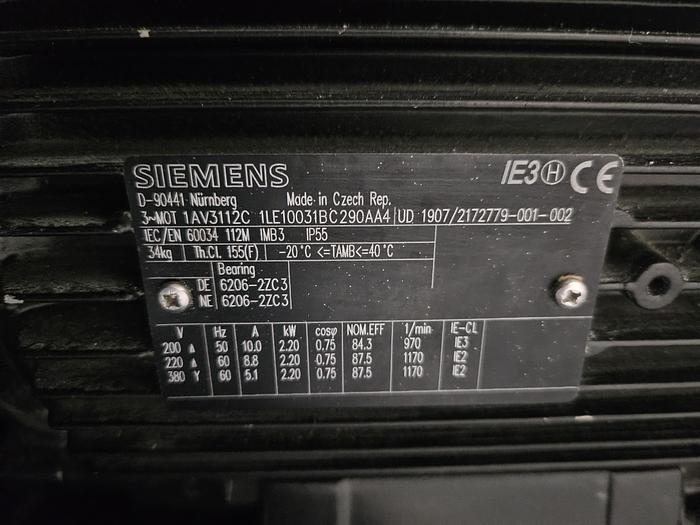 SIEMENS IE3 H CE
D-90441 Nürnberg Made in Czech Rep.
3~MOT 1AV3112C 1LE10031BC290AA4 UD 1907/2172779-001-002
IEC/EN 60034 112M IMB3 IP55
34kg Th.Cl. 155(F) -20°C <=TAMB<=40°C
Bearing
DE 6206-2ZC3
NE 6206-2ZC3
V Hz A kW cosφ NOM.EFF 1/min IE-CL
200 Δ 50 10.0 2.20 0.75 84.3 970 IE3
220 Δ 60 8.8 2.20 0.75 87.5 1170 IE2
380 Y 60 5.1 2.20 0.75 87.5 1170 IE2